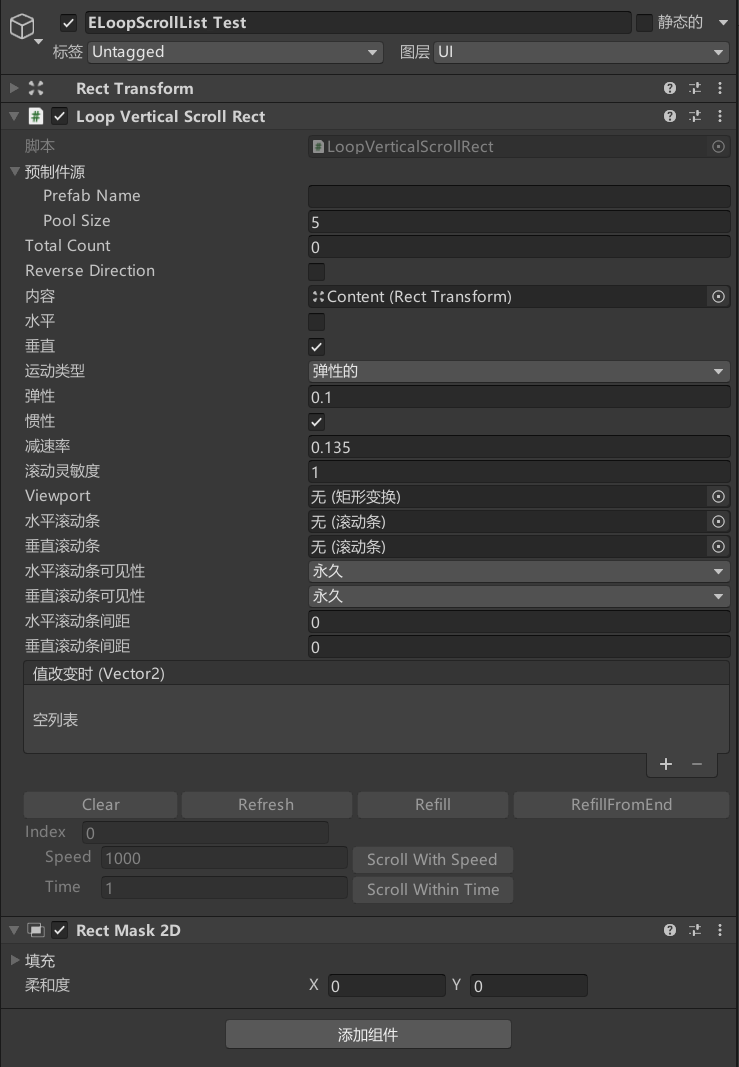 ELoopScrollList Test 静态的
标签 Untagged 图层 UI
Rect Transform
Loop Vertical Scroll Rect
脚本 LoopVerticalScrollRect
预制件源
Prefab Name
Pool Size 5
Total Count 0
Reverse Direction
内容 Content (Rect Transform)
水平
垂直
运动类型 弹性的
弹性 0.1
惯性
减速率 0.135
滚动灵敏度 1
Viewport 无 (矩形变换)
水平滚动条 无 (滚动条)
垂直滚动条 无 (滚动条)
水平滚动条可见性 永久
垂直滚动条可见性 永久
水平滚动条间距 0
垂直滚动条间距 0
值改变时 (Vector2)
空列表
Clear Refresh Refill RefillFromEnd
Index 0
Speed 1000 Scroll With Speed
Time 1 Scroll Within Time
Rect Mask 2D
填充
柔和度 X 0 Y 0
添加组件